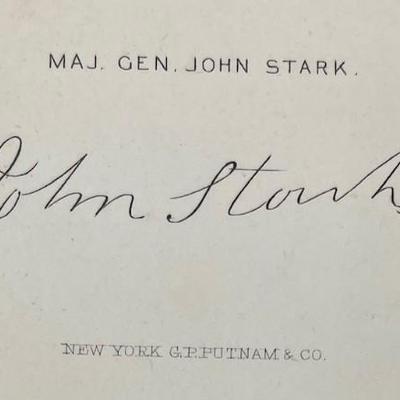 MAJ. GEN. JOHN STARK.
John Stark
NEW YORK G.P. PUTNAM & CO.